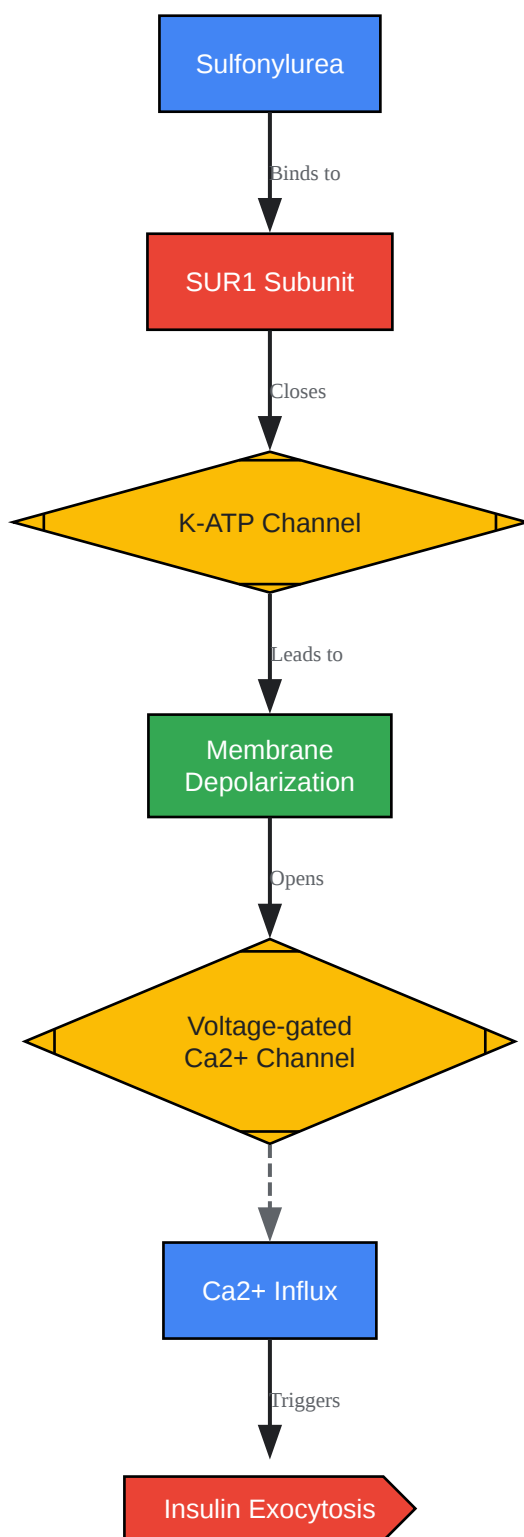 Sulfonylurea
Binds to
SUR1 Subunit
Closes
K-ATP Channel
Leads to
Membrane
Depolarization
Opens
Voltage-gated
Ca2+ Channel
Ca2+ Influx
Triggers
Insulin Exocytosis